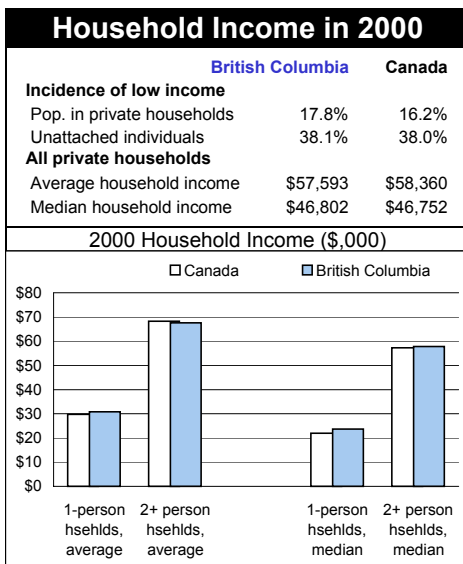 Household Income in 2000
British Columbia Canada
Incidence of low income
Pop. in private households 17.8% 16.2%
Unattached individuals 38.1% 38.0%
All private households
Average household income $57,593 $58,360
Median household income $46,802 $46,752
2000 Household Income ($,000)
Canada British Columbia
$80
$70
$60
$50
$40
$30
$20
$10
$0
1-person 2+ person 1-person 2+ person
hsehlds, hsehlds, hsehlds, hsehlds,
average average median median